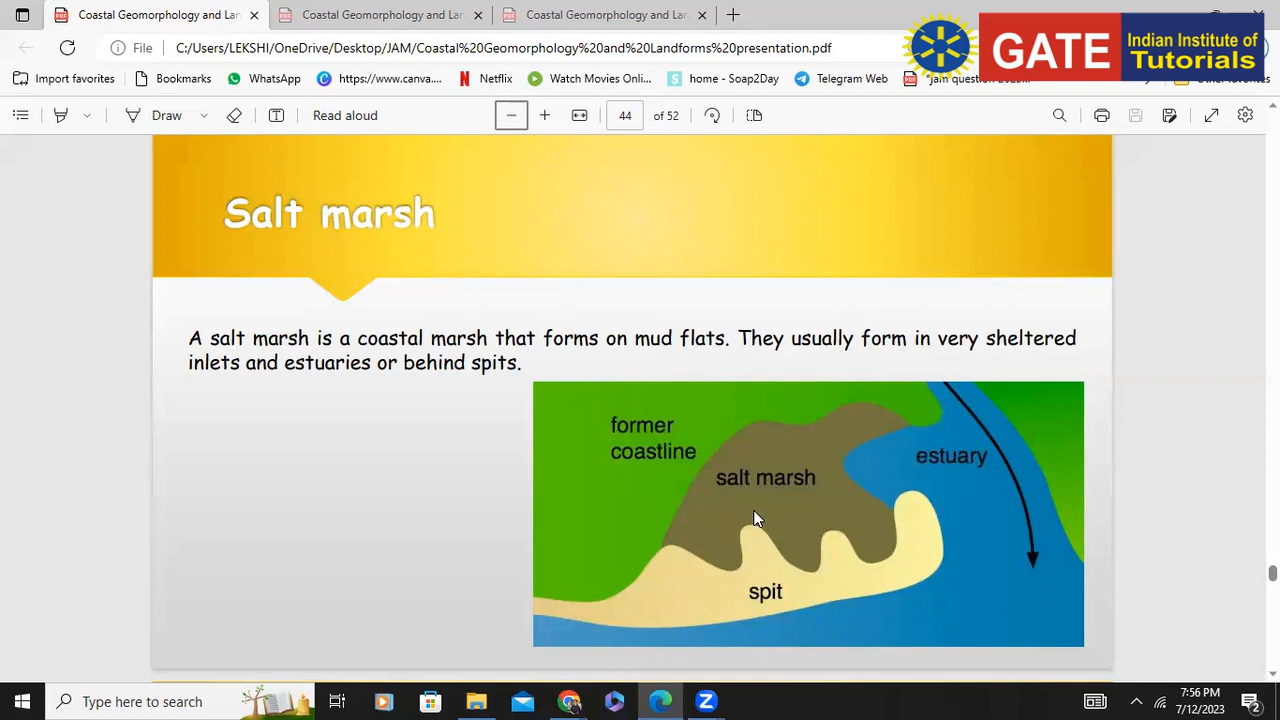 Coastal Geomorphology and Lan
Coastal Geomorphology and Lan
Coastal Geomorphology and Lan
File
C:/Users/LEKSHI/OneDrive/Desktop/JAM/Coastal%20Geomorphology%20and%20Landforms%20presentation.pdf
GATE
Indian Institute of
Tutorials
Import favorites
Bookmarks
WhatsApp
https://www.canva....
Netflix
Watch Movies Onli...
home - Soap2Day
Telegram Web
Draw
Read aloud
44
of 52
Salt marsh
A salt marsh is a coastal marsh that forms on mud flats. They usually form in very sheltered
inlets and estuaries or behind spits.
former
coastline
salt marsh
estuary
spit
Type here to search
7:56 PM
7/12/2023
2